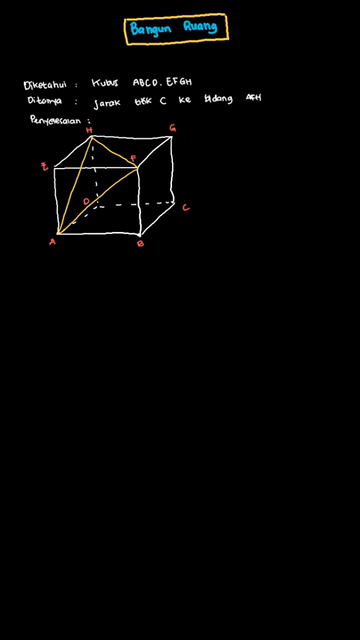 Bangun Ruang
Diketahui : Kubus ABCD.EFGH
Ditanya : Jarak titik C ke bidang AFH
Penyelesaian :
H G
E F
D C
A B